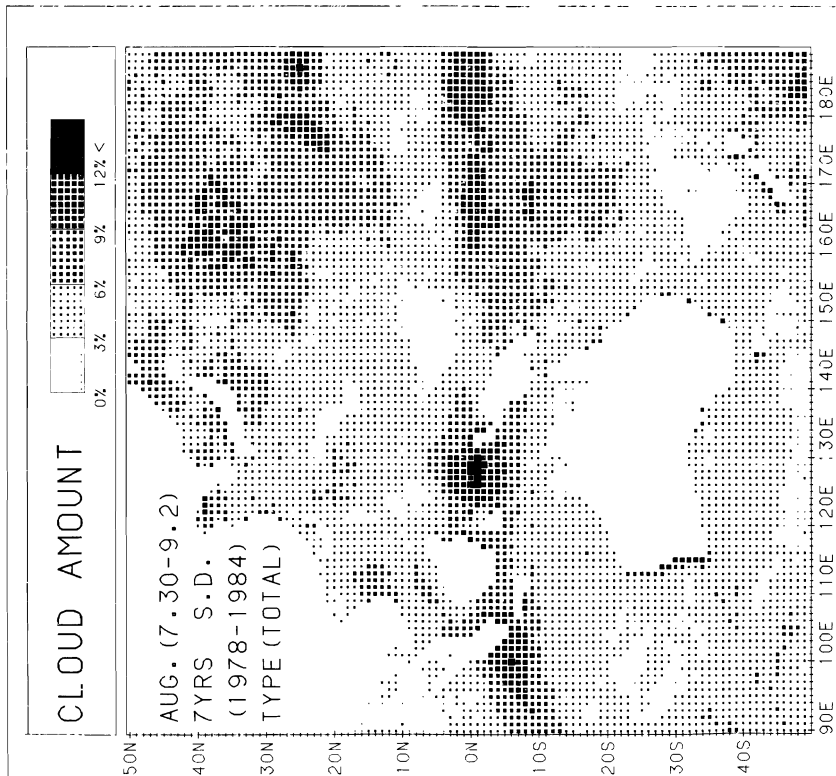 CLOUD AMOUNT
0% 3% 6% 9% 12% <
AUG. (7.30-9.2)
7YRS S.D.
(1978-1984)
TYPE (TOTAL)
50N
40N
30N
20N
10N
0N
10S
20S
30S
40S
90E 100E 110E 120E 130E 140E 150E 160E 170E 180E